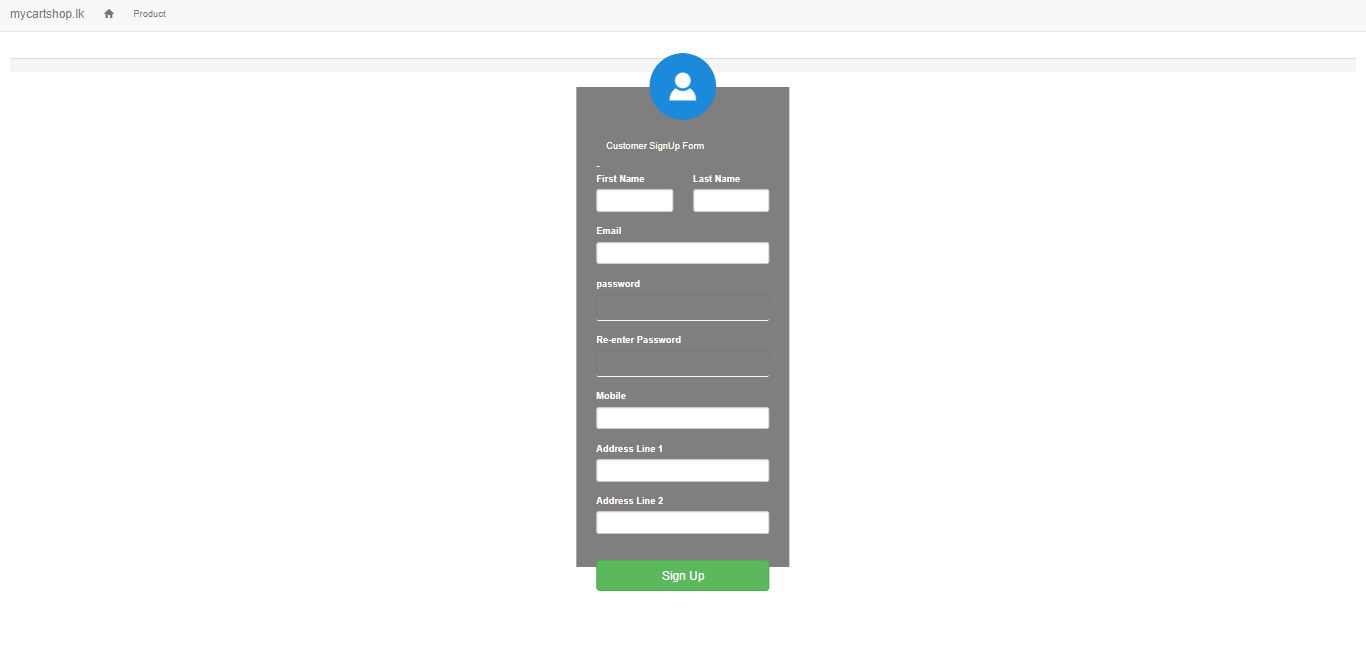 mycartshop.lk Product
Customer SignUp Form
-
First Name Last Name
Email
password
Re-enter Password
Mobile
Address Line 1
Address Line 2
Sign Up